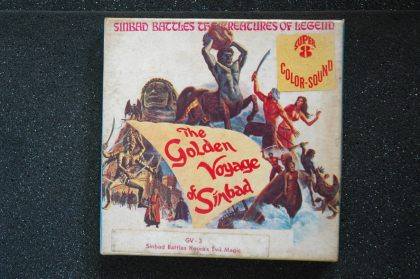 SINBAD BATTLES THE CREATURES OF LEGEND
SUPER
8
COLOR-SOUND
The
Golden
Voyage
of Sinbad
GV-3
Sinbad Battles Koura's Evil Magic